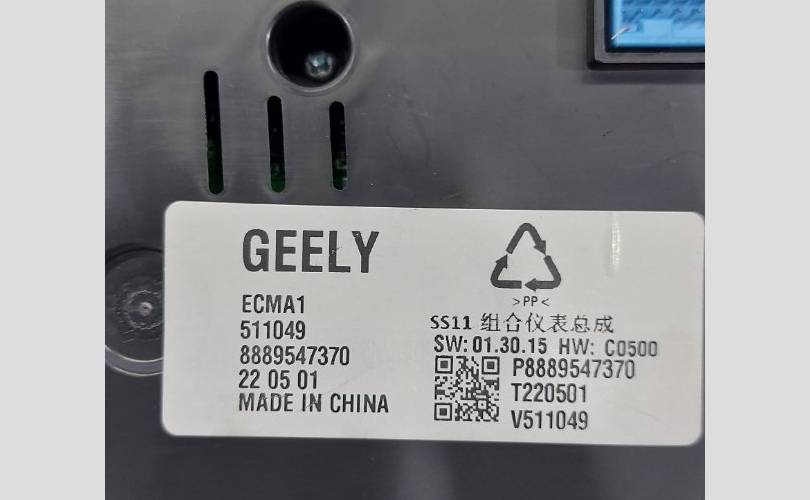 GEELY
ECMA1
511049
8889547370
22 05 01
MADE IN CHINA
>PP<
SS11 组合仪表总成
SW: 01.30.15 HW: C0500
P8889547370
T220501
V511049